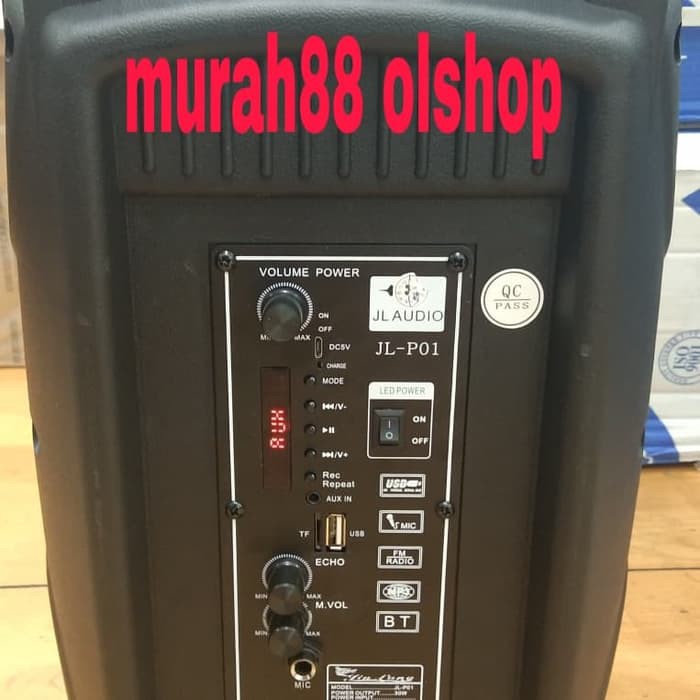 murah88 olshop
VOLUME POWER
JL AUDIO
QC
PASS
ON
OFF
MIN MAX
DC5V
JL-P01
CHARGE
MODE
LED POWER
I◄◄/V-
ON
AUX
►II
OFF
►►I/V+
Rec
Repeat
USB
AUX IN
MIC
TF USB
ECHO
FM
RADIO
MIN MAX
MP3
M.VOL
BT
MIN MAX
MIC
MODEL JL-P01
POWER OUTPUT 30W
POWER INPUT